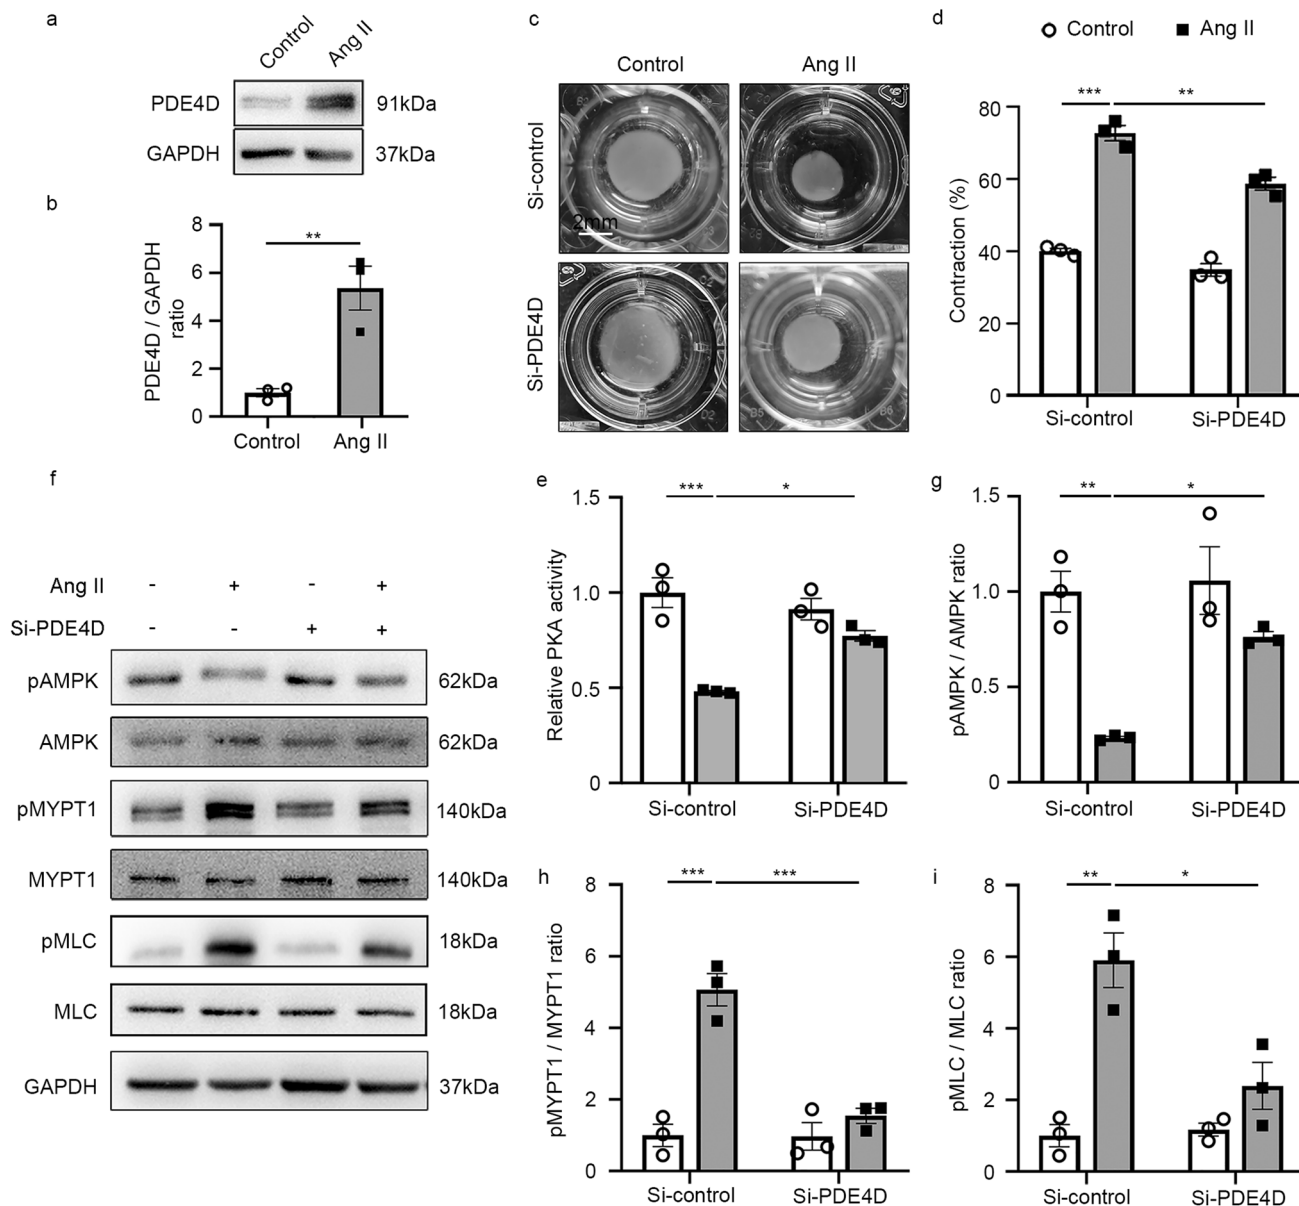 a
Control
Ang II
PDE4D
91kDa
GAPDH
37kDa
b
8
6
4
2
0
PDE4D / GAPDH
ratio
**
Control
Ang II
c
Control
Ang II
Si-control
Si-PDE4D
2mm
D2
B5
B6
d
Control
Ang II
Contraction (%)
80
60
40
20
0
***
**
Si-control
Si-PDE4D
f
Ang II - + - +
Si-PDE4D - - + +
pAMPK 62kDa
AMPK 62kDa
pMYPT1 140kDa
MYPT1 140kDa
pMLC 18kDa
MLC 18kDa
GAPDH 37kDa
e
Relative PKA activity
1.5
1.0
0.5
0
***
*
Si-control
Si-PDE4D
g
pAMPK / AMPK ratio
1.5
1.0
0.5
0
**
*
Si-control
Si-PDE4D
h
pMYPT1 / MYPT1 ratio
8
6
4
2
0
***
***
Si-control
Si-PDE4D
i
pMLC / MLC ratio
8
6
4
2
0
**
*
Si-control
Si-PDE4D